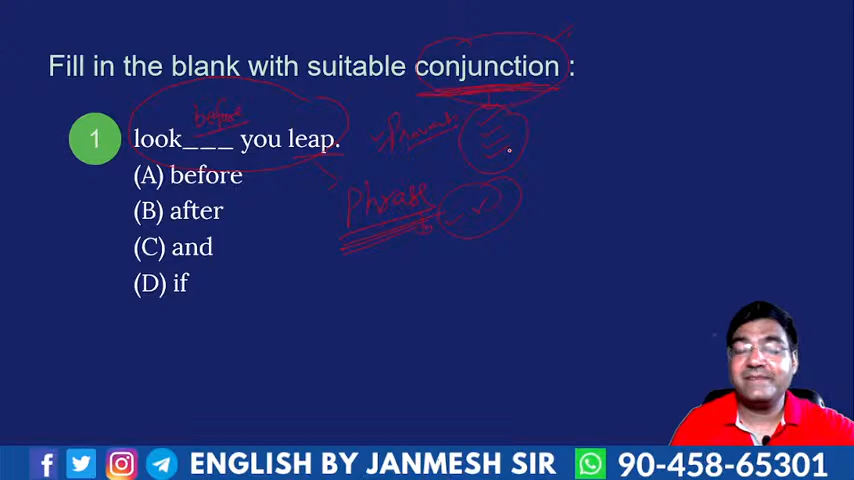 Fill in the blank with suitable conjunction :
before
1 look___ you leap.
(A) before
(B) after
(C) and
(D) if
Phrase
f ENGLISH BY JANMESH SIR 90-458-65301